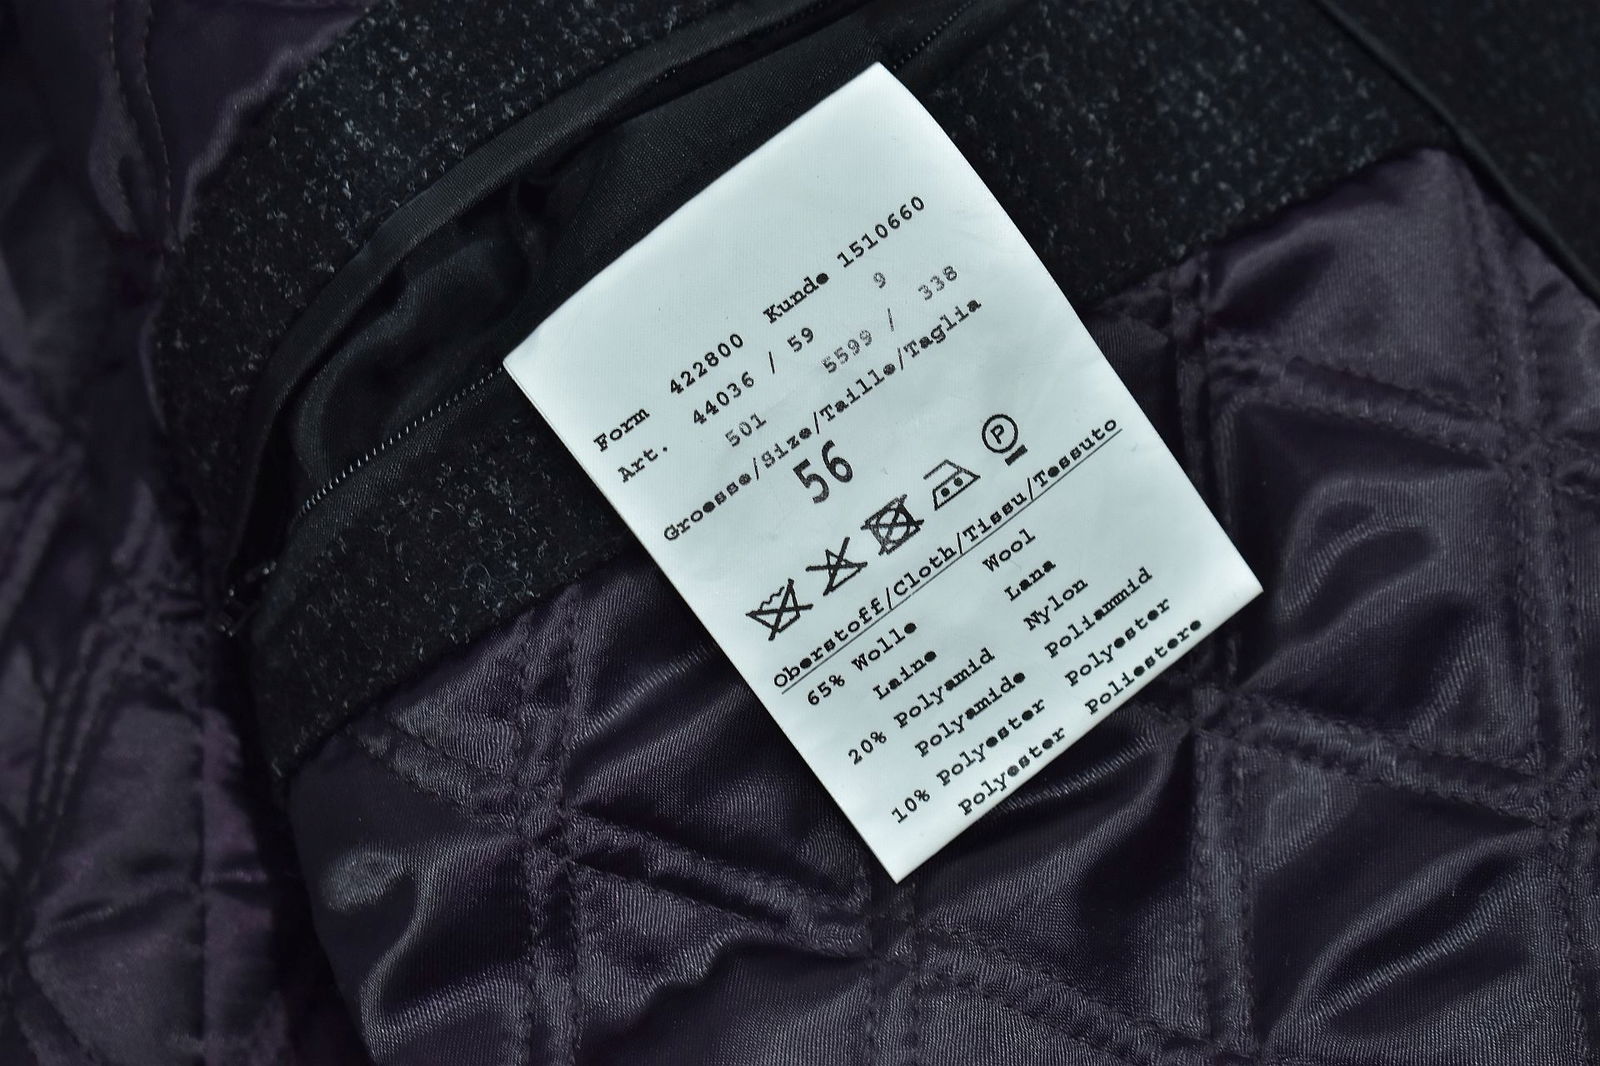 Form 422800 Kunde 1510660
Art. 44036 / 59 9
501 5599 / 338
Groesse/Size/Taille/Taglia
56
P
Oberstoff/Cloth/Tissu/Tessuto
65% Wolle Wool
Laine Lana
20% Polyamid Nylon
Polyamide Poliammid
10% Polyester Polyester
Polyester Poliestere